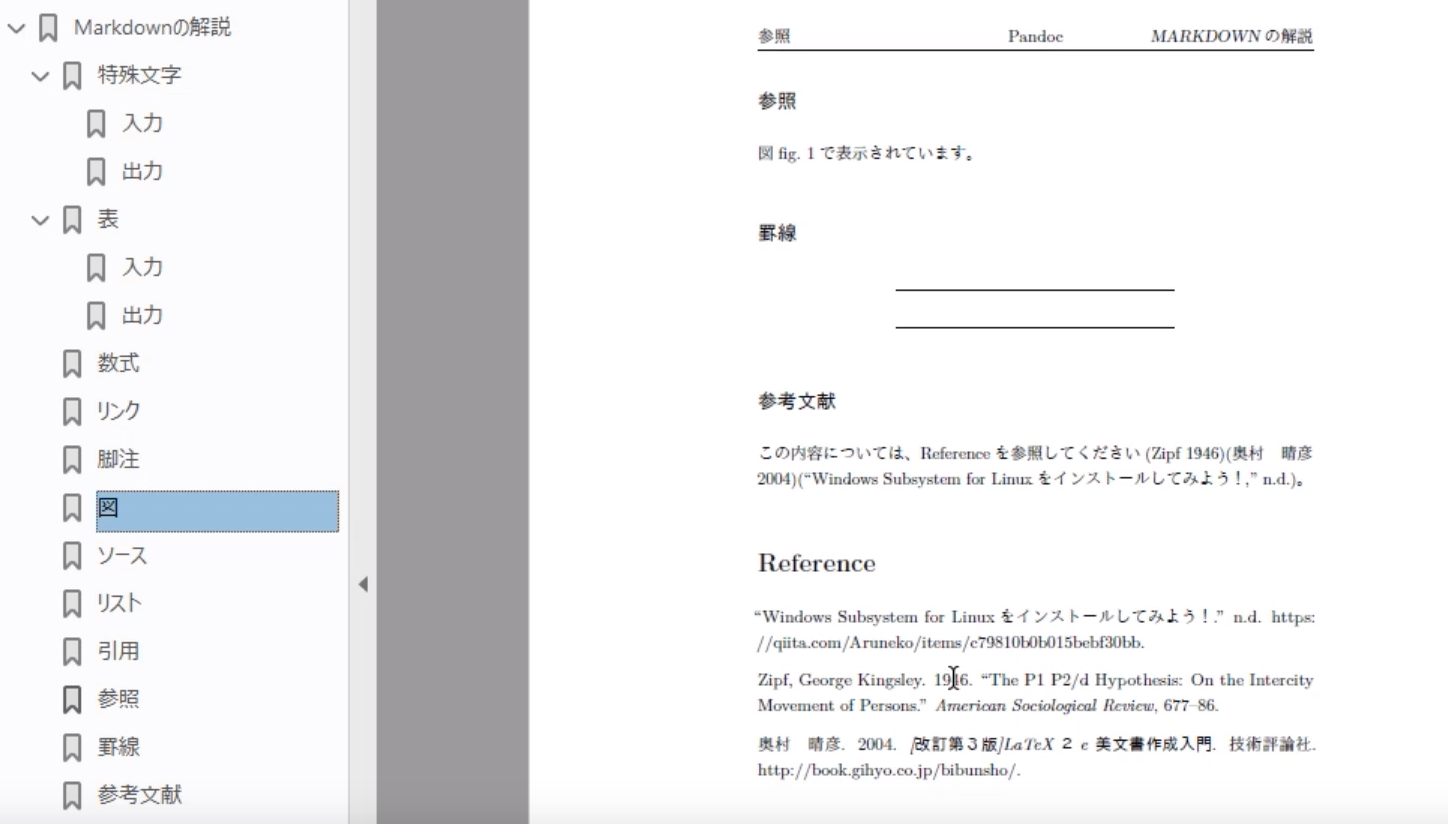 Markdownの解説
特殊文字
入力
出力
表
入力
出力
数式
リンク
脚注
図
ソース
リスト
引用
参照
罫線
参考文献
参照 Pandoc MARKDOWN の解説
参照
図 fig. 1 で表示されています。
罫線
参考文献
この内容については、Reference を参照してください (Zipf 1946)(奥村　晴彦
2004)(“Windows Subsystem for Linux をインストールしてみよう！,” n.d.)。
Reference
“Windows Subsystem for Linux をインストールしてみよう！.” n.d. https:
//qiita.com/Aruneko/items/c79810b0b015bebf30bb.
Zipf, George Kingsley. 1946. “The P1 P2/d Hypothesis: On the Intercity
Movement of Persons.” American Sociological Review, 677–86.
奥村　晴彦. 2004. [改訂第３版]LaTeX ２ e 美文書作成入門. 技術評論社.
http://book.gihyo.co.jp/bibunsho/.